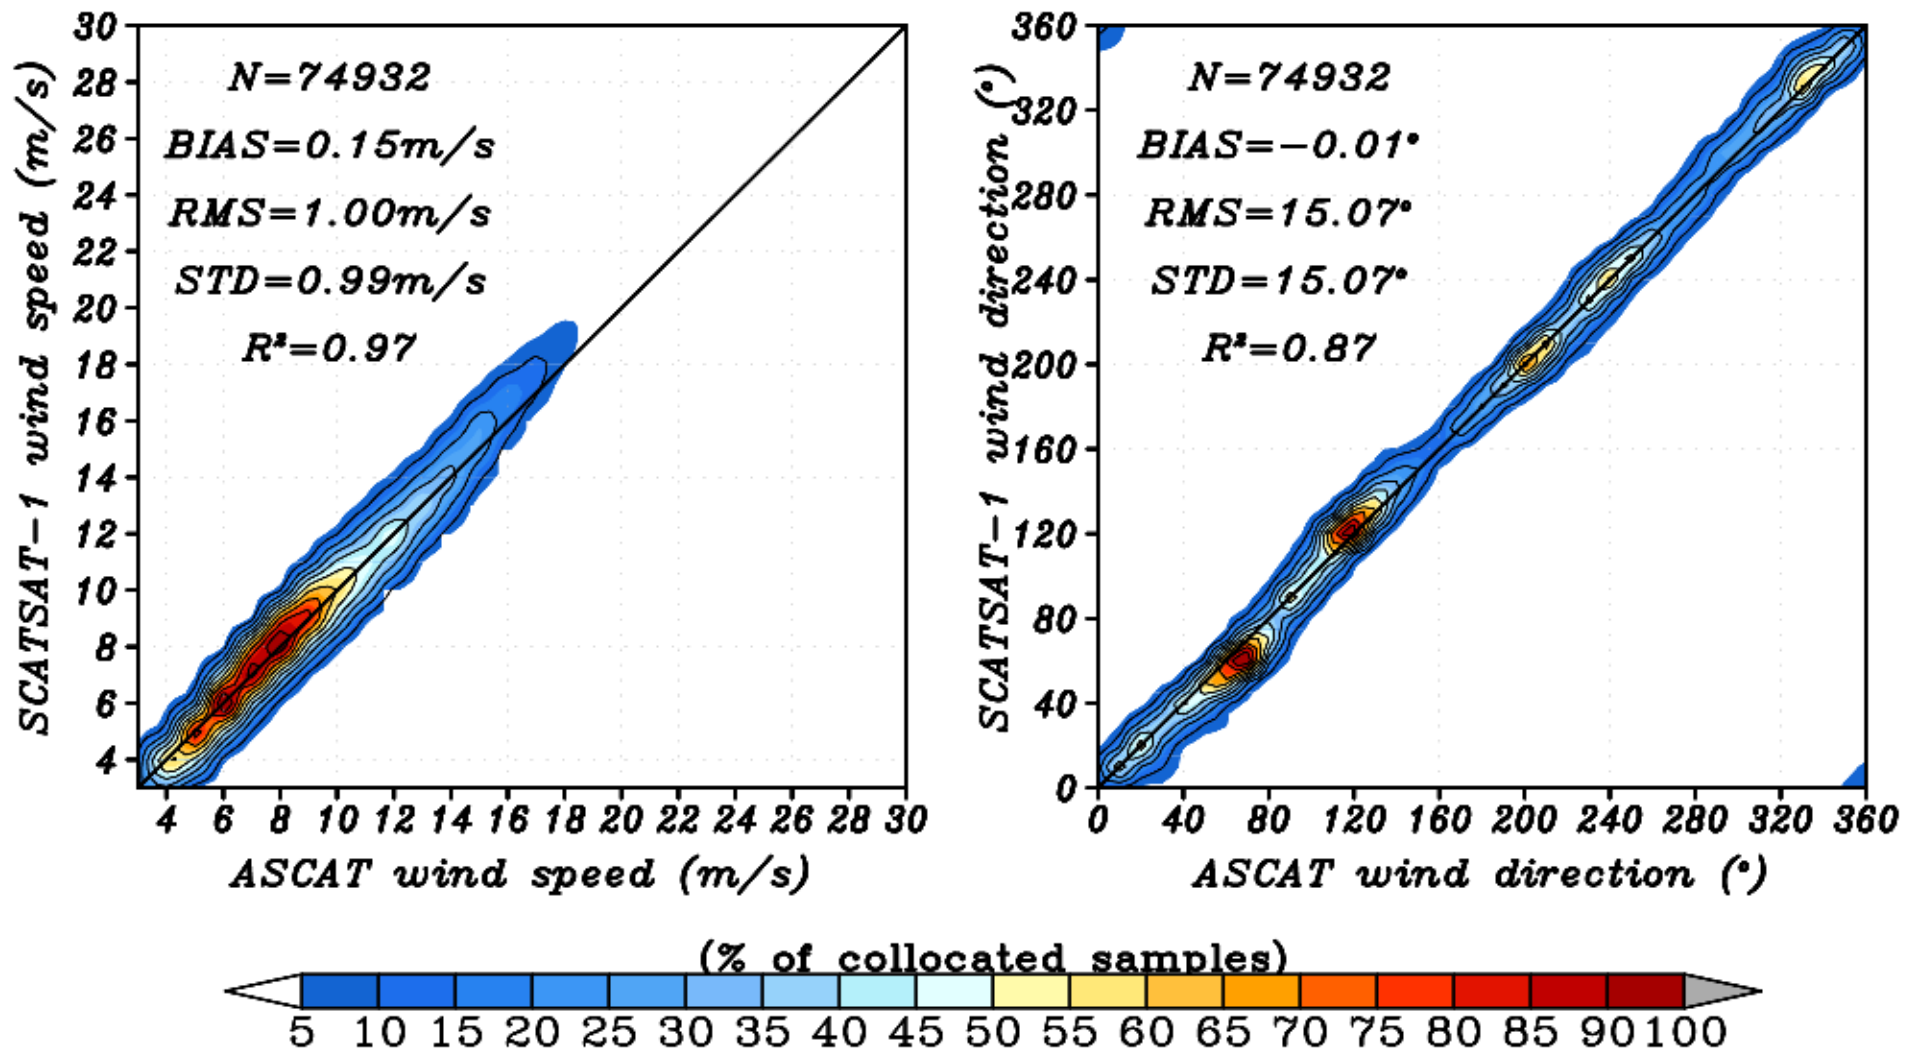 30
28
26
24
22
20
18
16
14
12
10
8
6
4
SCATSAT-1 wind speed (m/s)
N=74932
BIAS=0.15m/s
RMS=1.00m/s
STD=0.99m/s
R²=0.97
4 6 8 10 12 14 16 18 20 22 24 26 28 30
ASCAT wind speed (m/s)
360
320
280
240
200
160
120
80
40
0
SCATSAT-1 wind direction (°)
N=74932
BIAS=-0.01°
RMS=15.07°
STD=15.07°
R²=0.87
0 40 80 120 160 200 240 280 320 360
ASCAT wind direction (°)
(% of collocated samples)
5 10 15 20 25 30 35 40 45 50 55 60 65 70 75 80 85 90 100